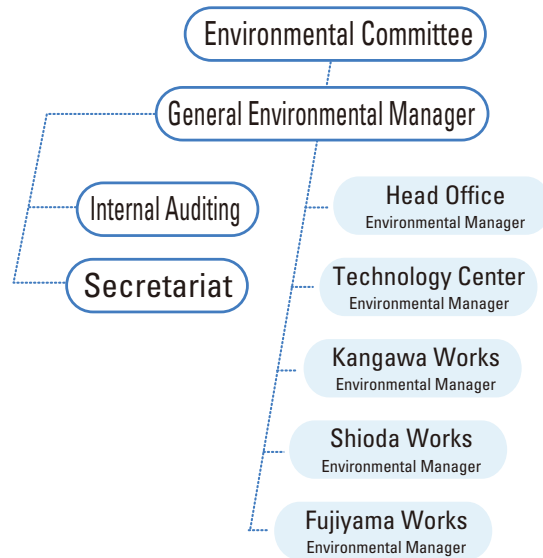 Environmental Committee
General Environmental Manager
Internal Auditing
Secretariat
Head Office
Environmental Manager
Technology Center
Environmental Manager
Kangawa Works
Environmental Manager
Shioda Works
Environmental Manager
Fujiyama Works
Environmental Manager